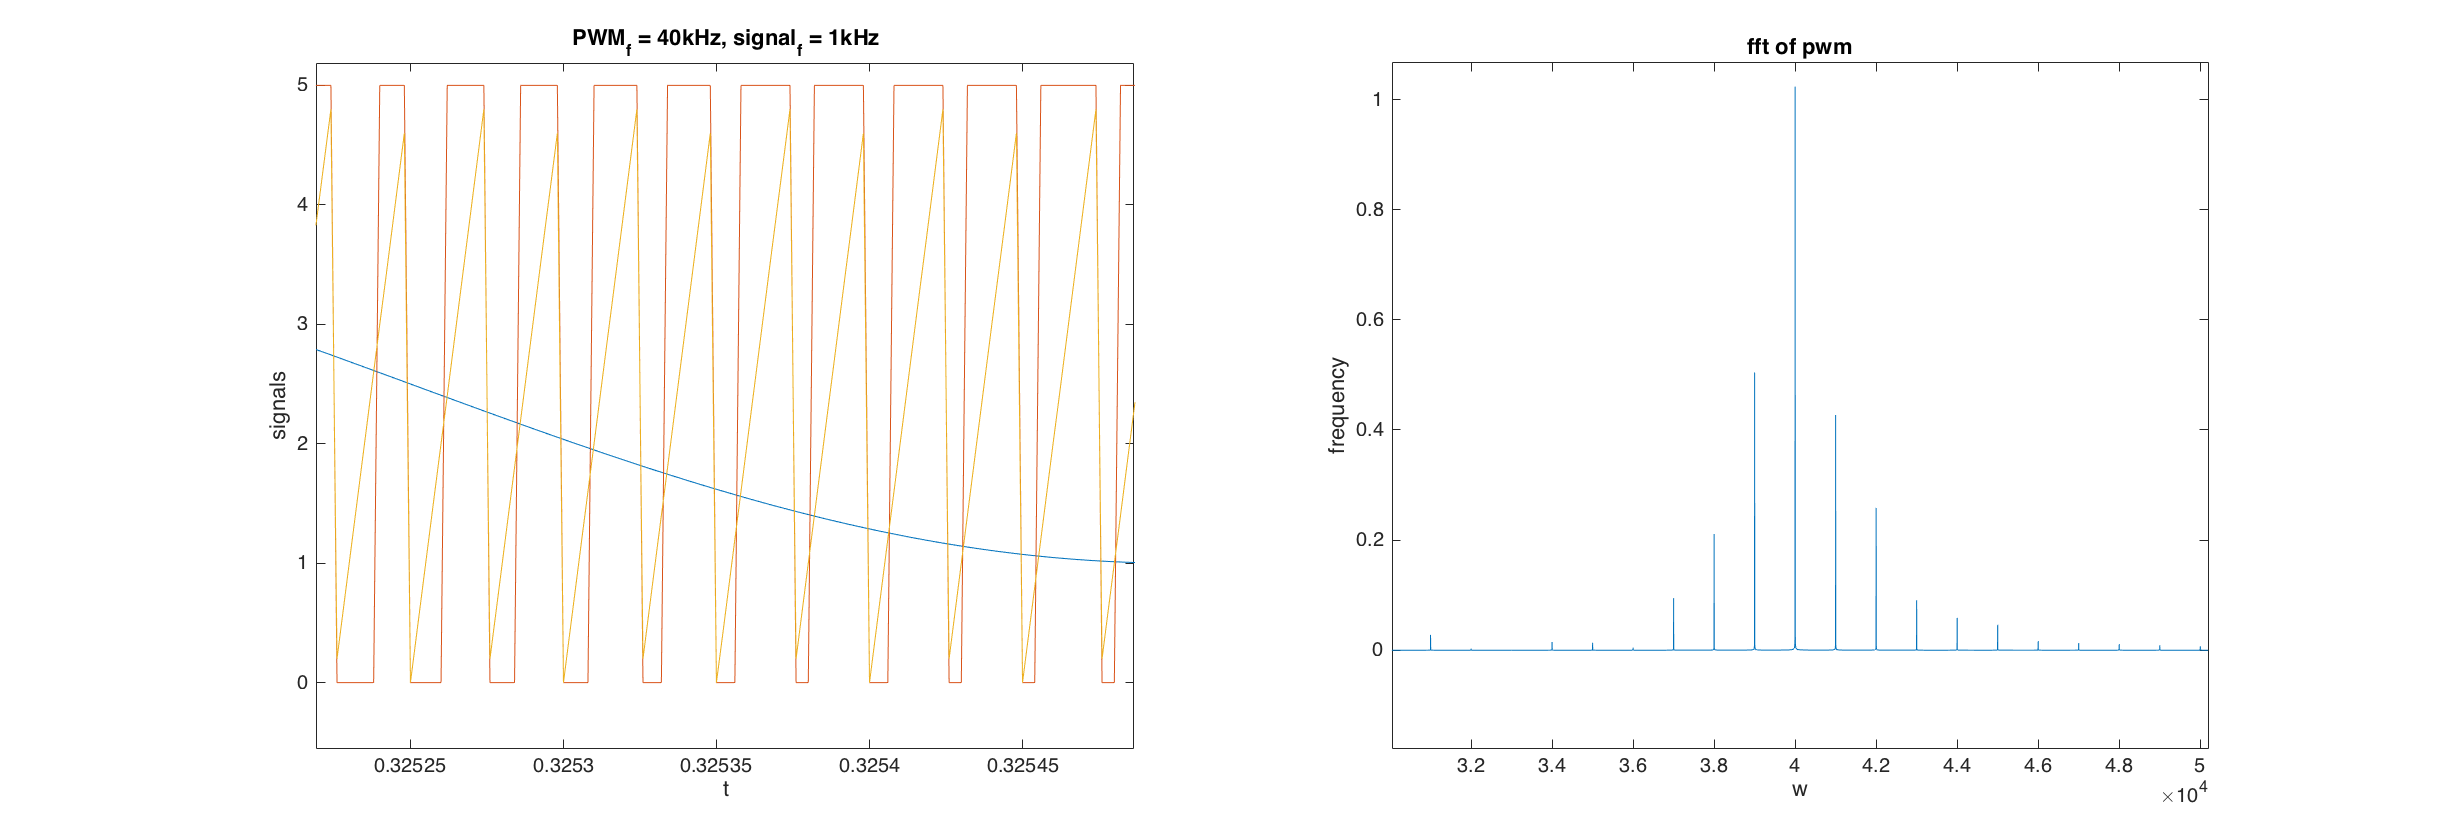 PWM_f = 40kHz, signal_f = 1kHz
5
4
3
2
1
0
signals
0.32525 0.3253 0.32535 0.3254 0.32545
t
fft of pwm
1
0.8
0.6
0.4
0.2
0
frequency
3.2 3.4 3.6 3.8 4 4.2 4.4 4.6 4.8 5
w
×10^4